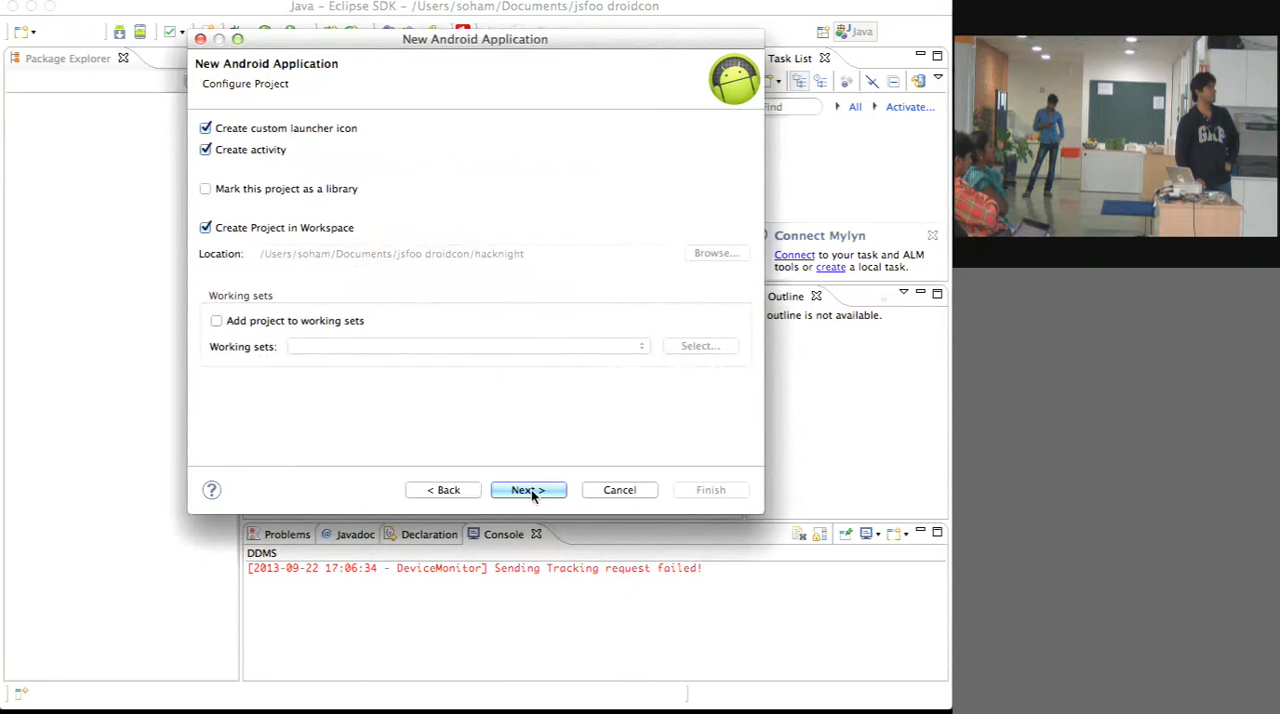 Java - Eclipse SDK - /Users/soham/Documents/jsfoo droidcon
New Android Application
New Android Application
Configure Project
Create custom launcher icon
Create activity
Mark this project as a library
Create Project in Workspace
Location: /Users/soham/Documents/jsfoo droidcon/hacknight Browse...
Working sets
Add project to working sets
Working sets: Select...
? < Back Next > Cancel Finish
Package Explorer
Java
Task List
Find All Activate...
Connect Mylyn
Connect to your task and ALM
tools or create a local task.
Outline
outline is not available.
Problems @ Javadoc Declaration Console
DDMS
[2013-09-22 17:06:34 - DeviceMonitor] Sending Tracking request failed!
GAP